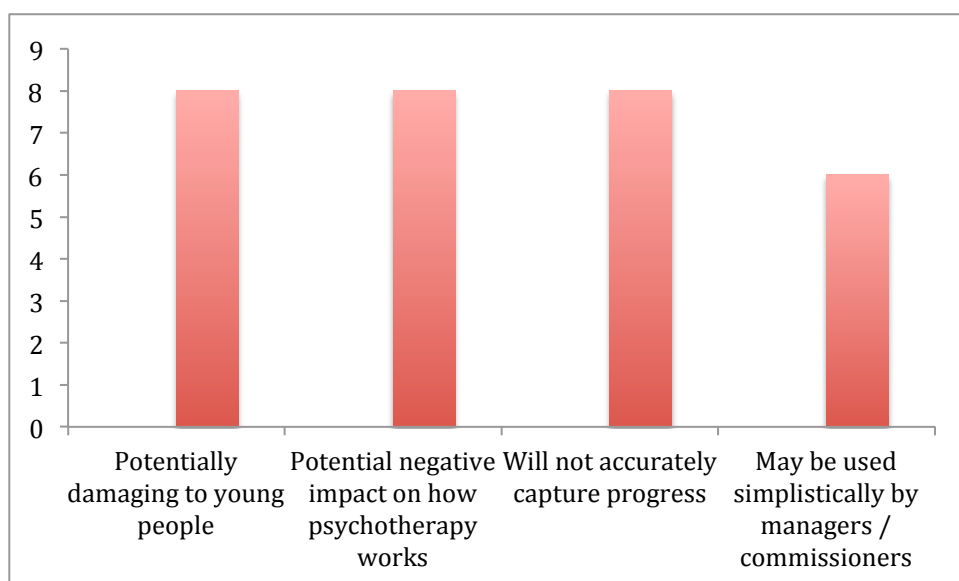 9
8
7
6
5
4
3
2
1
0
Potentially damaging to young people
Potential negative impact on how psychotherapy works
Will not accurately capture progress
May be used simplistically by managers / commissioners